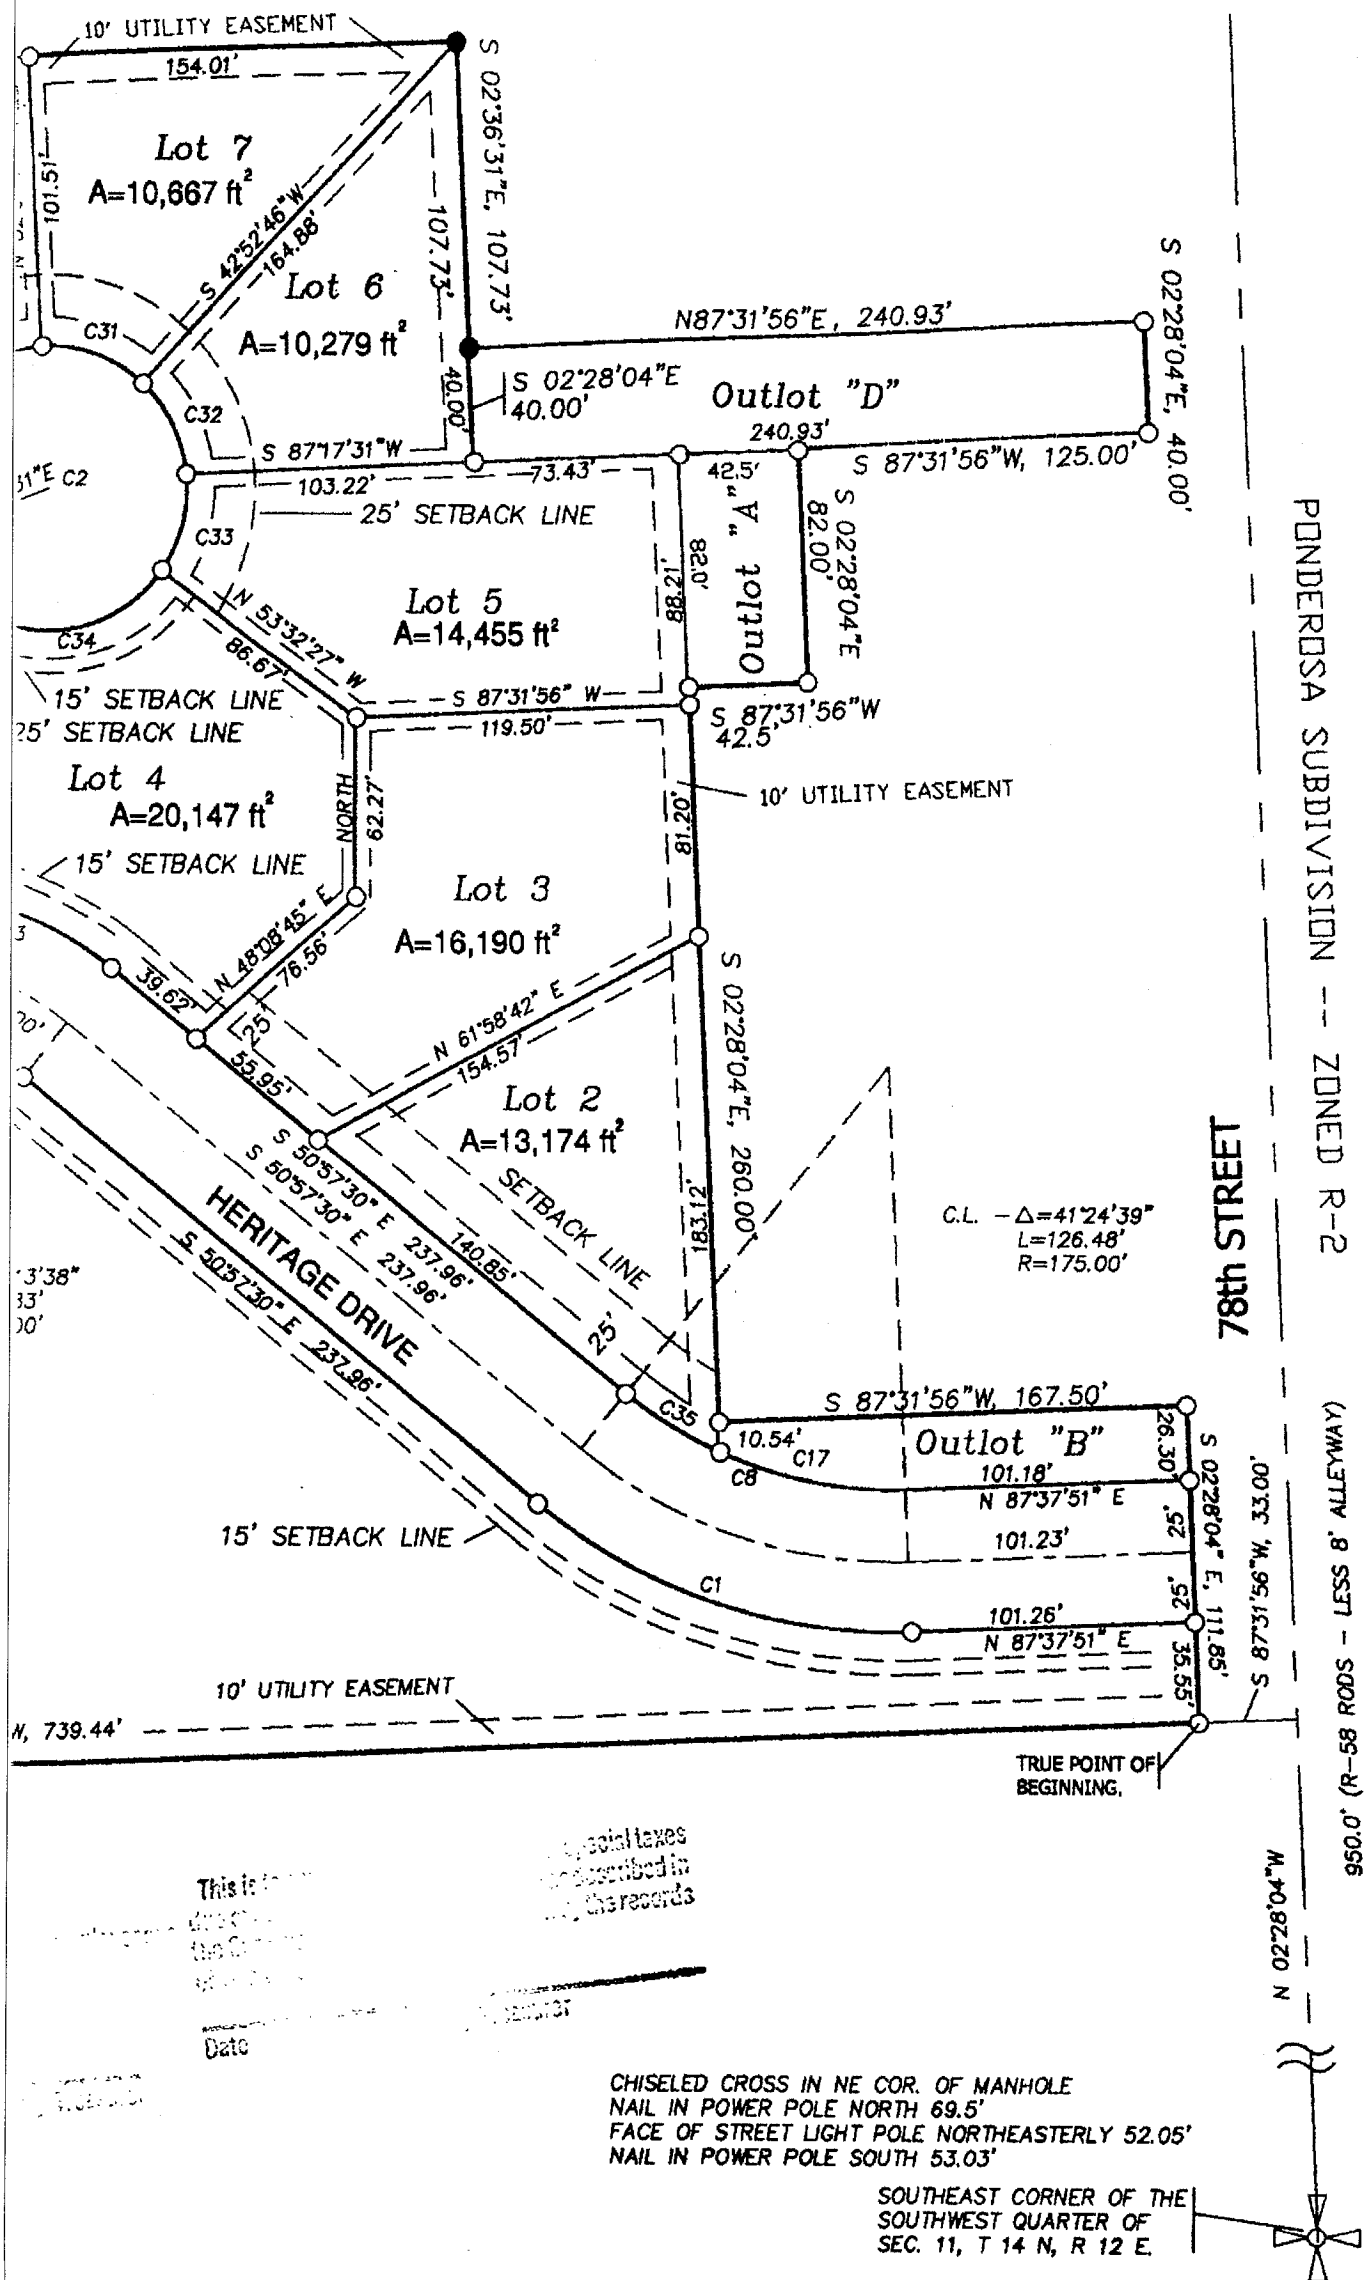 10' UTILITY EASEMENT
154.01'
S 02°36'31"E, 107.73'
Lot 7
A=10,667 ft²
101.51'
S 42°52'46" W
164.88'
107.73'
Lot 6
A=10,279 ft²
C31
C32
40.00'
S 87°17'31" W
103.22'
N87°31'56"E, 240.93'
S 02°28'04"E, 40.00'
S 02°28'04"E
40.00'
Outlot "D"
240.93'
73.43'
42.5'
S 87°31'56"W, 125.00'
31"E C2
C33
25' SETBACK LINE
Outlot "A"
82.0'
88.21'
S 02°28'04"E
82.00'
C34
N 53°32'27" W
86.67'
Lot 5
A=14,455 ft²
15' SETBACK LINE
25' SETBACK LINE
S 87°31'56" W
119.50'
S 87°31'56"W
42.5'
Lot 4
A=20,147 ft²
NORTH
62.27'
10' UTILITY EASEMENT
81.20'
15' SETBACK LINE
Lot 3
A=16,190 ft²
3
39.62'
N 48°08'45" E
76.56'
25'
55.95'
N 61°58'42" E
154.57'
S 02°28'04"E, 260.00'
Lot 2
A=13,174 ft²
183.12'
SETBACK LINE
S 50°57'30" E 237.96'
S 50°57'30" E 237.96'
140.85'
HERITAGE DRIVE
S 50°57'30" E 237.96'
C.L. - Δ=41°24'39"
L=126.48'
R=175.00'
3'38"
33'
00'
25'
C35
S 87°31'56"W, 167.50'
10.54'
C17
C8
Outlot "B"
26.30'
101.18'
N 87°37'51" E
101.23'
25'
25'
15' SETBACK LINE
C1
101.26'
N 87°37'51" E
35.55'
S 02°28'04" E, 111.85'
S 87°31'56"W, 33.00'
10' UTILITY EASEMENT
W, 739.44'
TRUE POINT OF
BEGINNING.
78th STREET
PONDEROSA SUBDIVISION -- ZONED R-2
950.0' (R-58 RODS - LESS 8' ALLEYWAY)
N 02°28'04"W
This is
special taxes
described in
the records
Date
CHISELED CROSS IN NE COR. OF MANHOLE
NAIL IN POWER POLE NORTH 69.5'
FACE OF STREET LIGHT POLE NORTHEASTERLY 52.05'
NAIL IN POWER POLE SOUTH 53.03'
SOUTHEAST CORNER OF THE
SOUTHWEST QUARTER OF
SEC. 11, T 14 N, R 12 E.